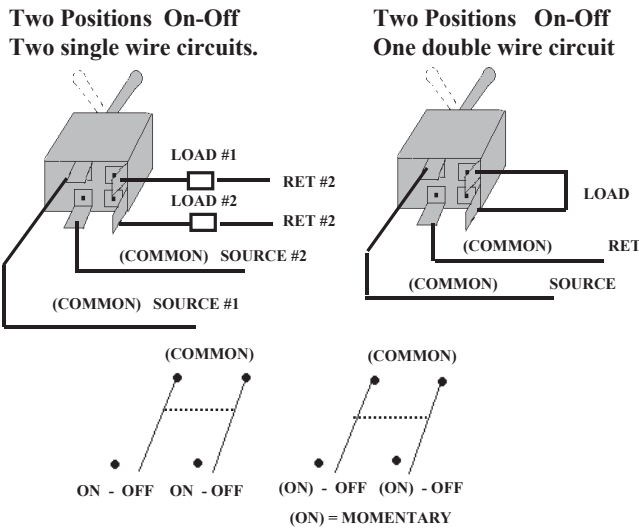 Two Positions On-Off
Two single wire circuits.
Two Positions On-Off
One double wire circuit
LOAD #1
RET #2
LOAD #2
RET #2
(COMMON) SOURCE #2
(COMMON) SOURCE #1
LOAD
(COMMON) RET
(COMMON) SOURCE
(COMMON)
(COMMON)
ON - OFF ON - OFF
(ON) - OFF (ON) - OFF
(ON) = MOMENTARY